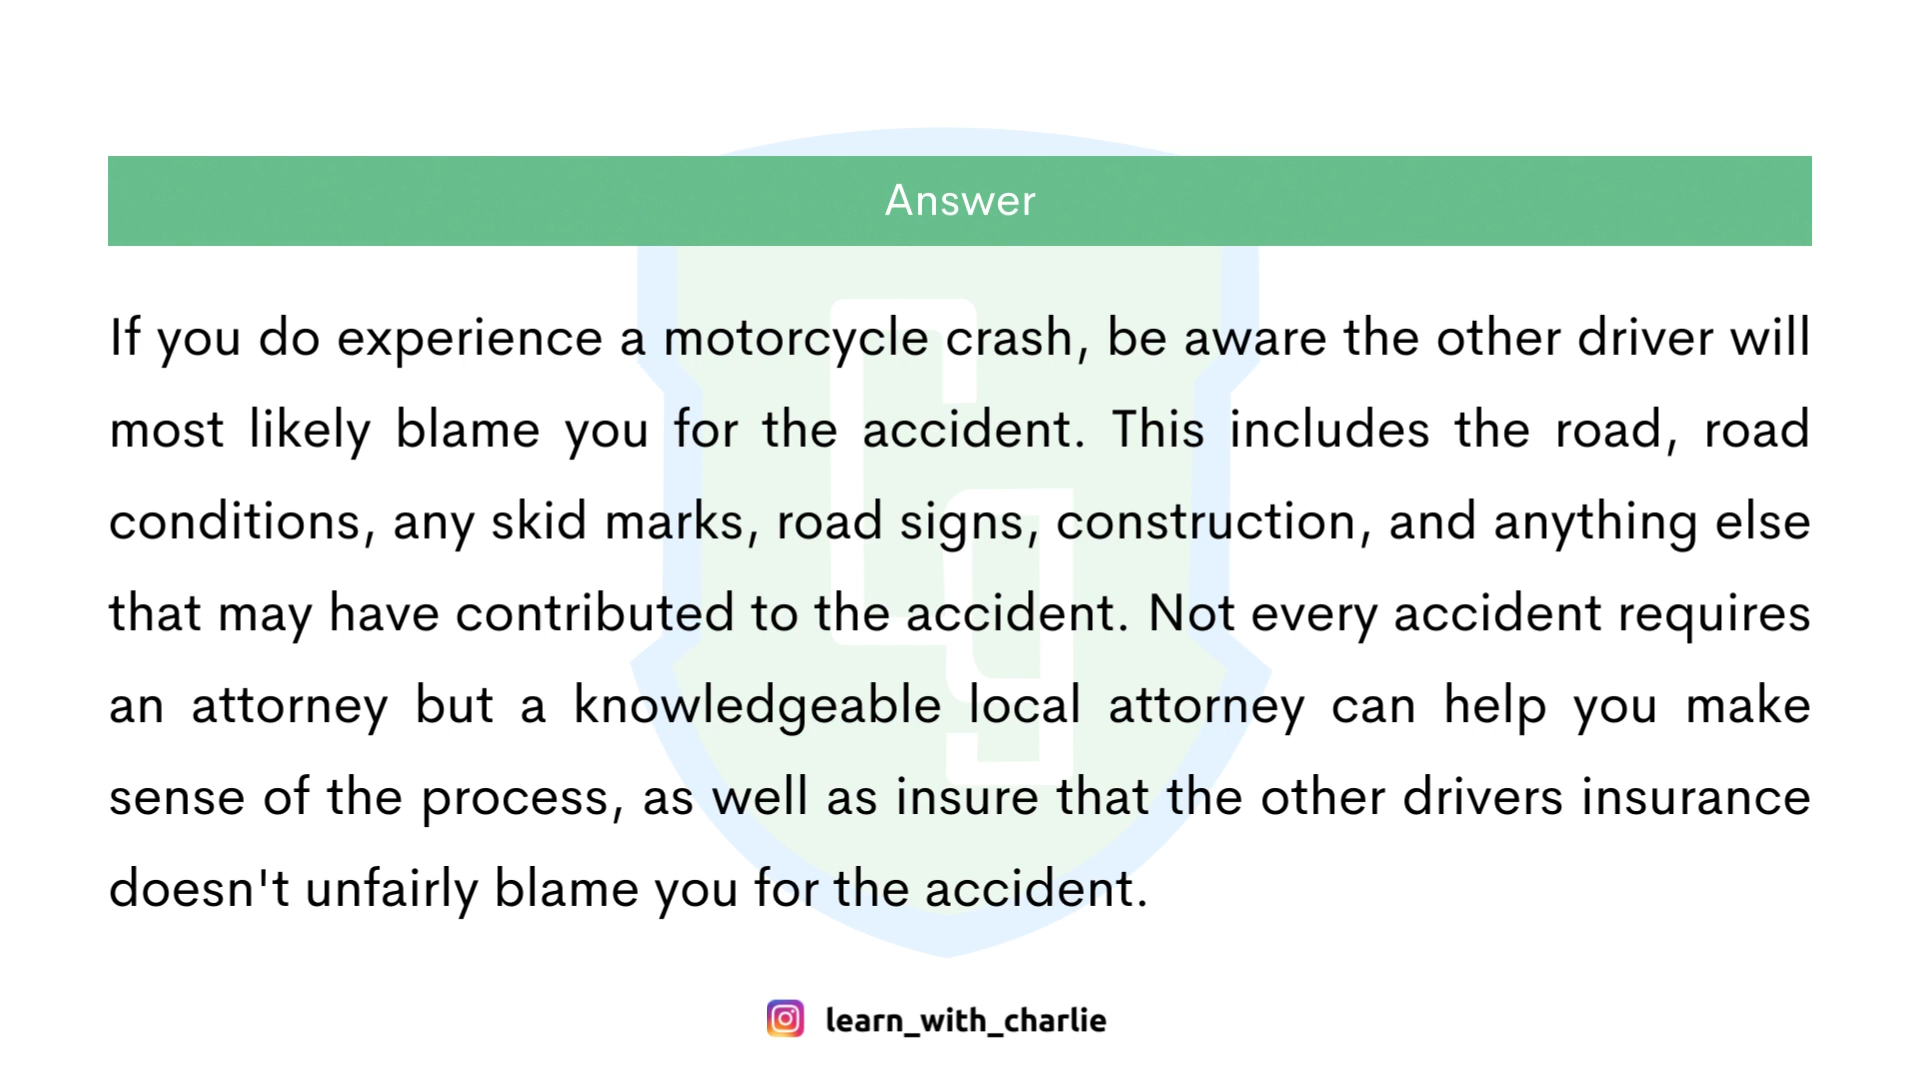 Answer
If you do experience a motorcycle crash, be aware the other driver will
most likely blame you for the accident. This includes the road, road
conditions, any skid marks, road signs, construction, and anything else
that may have contributed to the accident. Not every accident requires
an attorney but a knowledgeable local attorney can help you make
sense of the process, as well as insure that the other drivers insurance
doesn't unfairly blame you for the accident.
learn_with_charlie